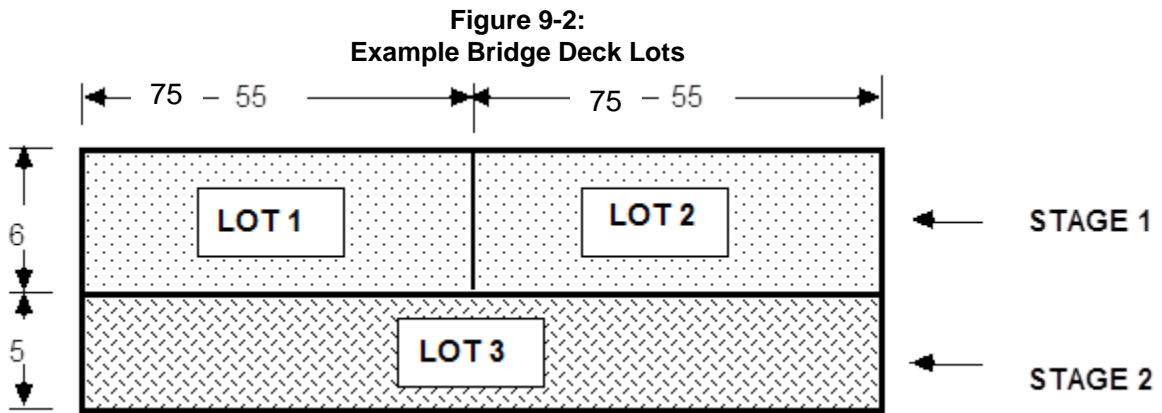 Figure 9-2:
Example Bridge Deck Lots
75 – 55 75 – 55
LOT 1 LOT 2 STAGE 1
6
LOT 3
5
STAGE 2